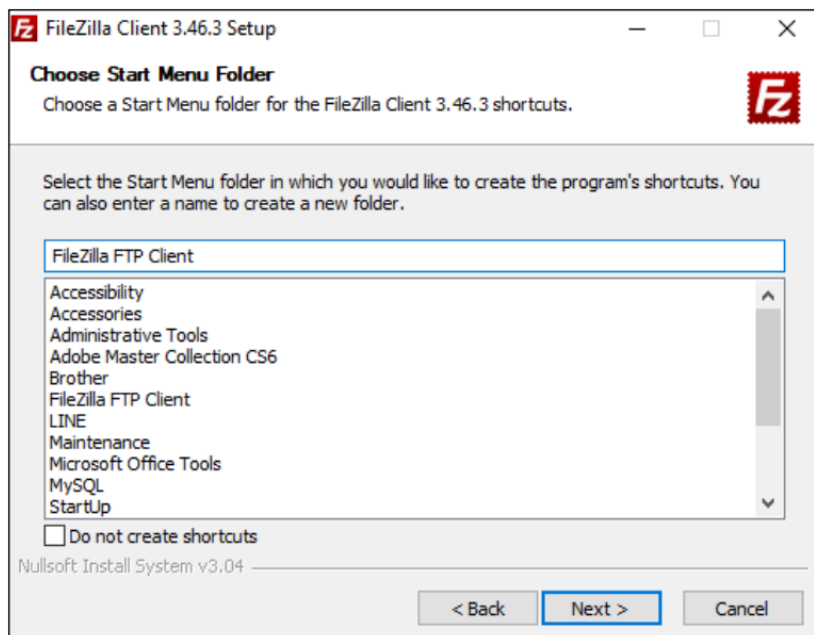 FileZilla Client 3.46.3 Setup
Choose Start Menu Folder
Choose a Start Menu folder for the FileZilla Client 3.46.3 shortcuts.
Fz
Select the Start Menu folder in which you would like to create the program's shortcuts. You
can also enter a name to create a new folder.
FileZilla FTP Client
Accessibility
Accessories
Administrative Tools
Adobe Master Collection CS6
Brother
FileZilla FTP Client
LINE
Maintenance
Microsoft Office Tools
MySQL
StartUp
Do not create shortcuts
Nullsoft Install System v3.04
< Back Next > Cancel